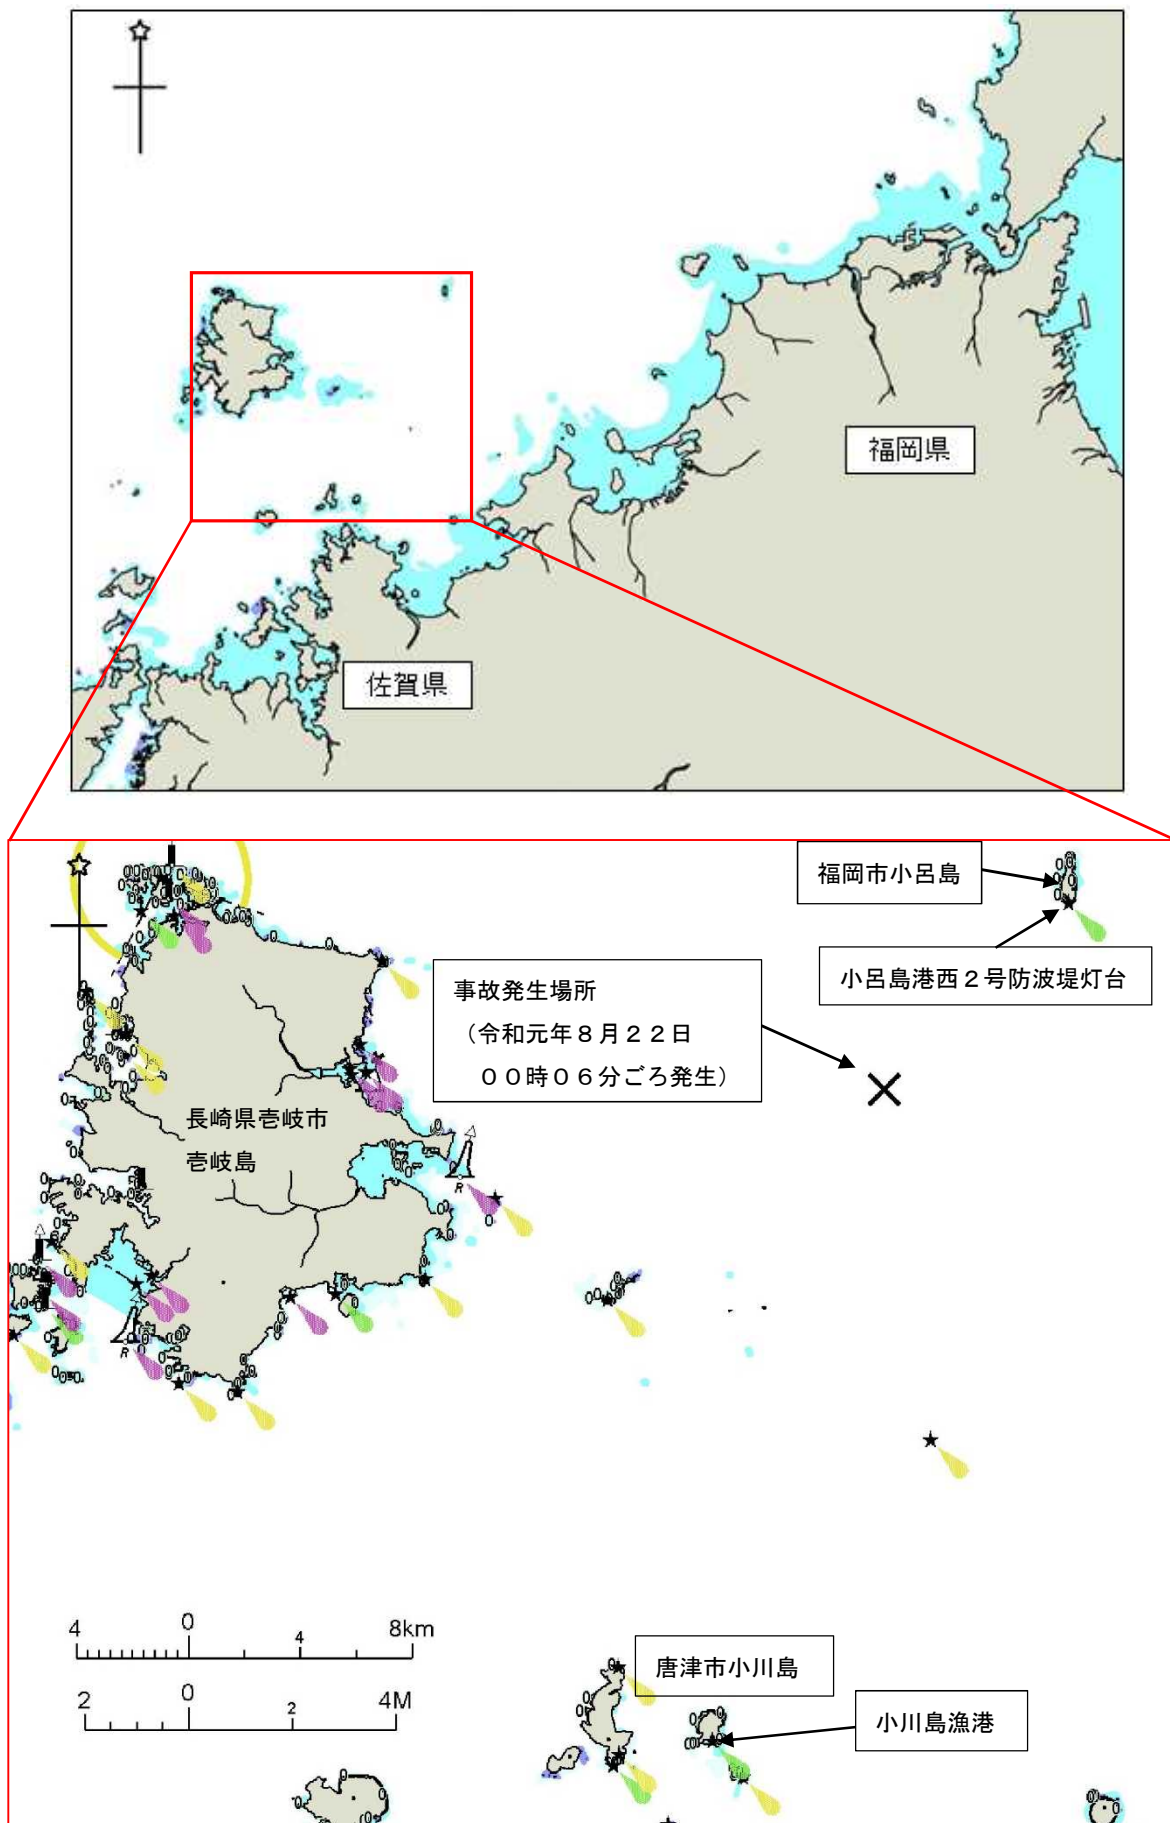 福岡県
佐賀県
福岡市小呂島
小呂島港西２号防波堤灯台
事故発生場所
（令和元年８月２２日
００時０６分ごろ発生）
長崎県壱岐市
壱岐島
R
R
4 0 4 8km
2 0 2 4M
唐津市小川島
小川島漁港